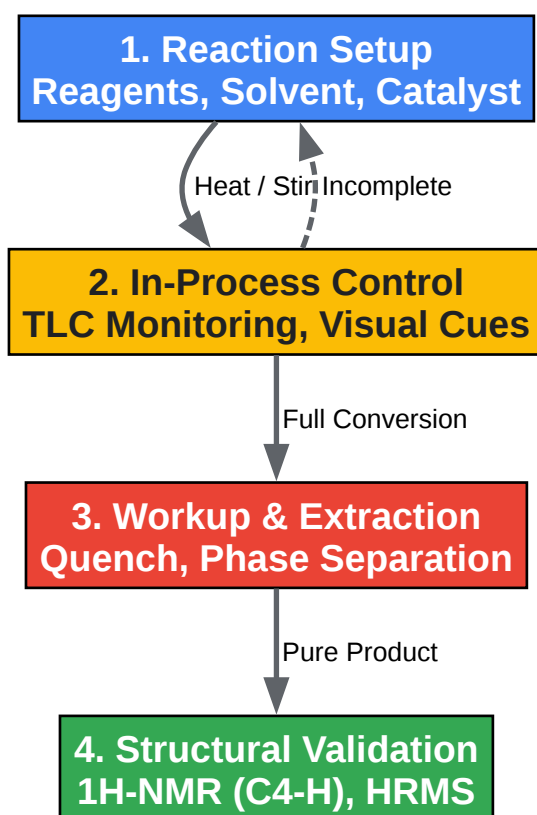 1. Reaction Setup
Reagents, Solvent, Catalyst
Heat / Stir Incomplete
2. In-Process Control
TLC Monitoring, Visual Cues
Full Conversion
3. Workup & Extraction
Quench, Phase Separation
Pure Product
4. Structural Validation
1H-NMR (C4-H), HRMS